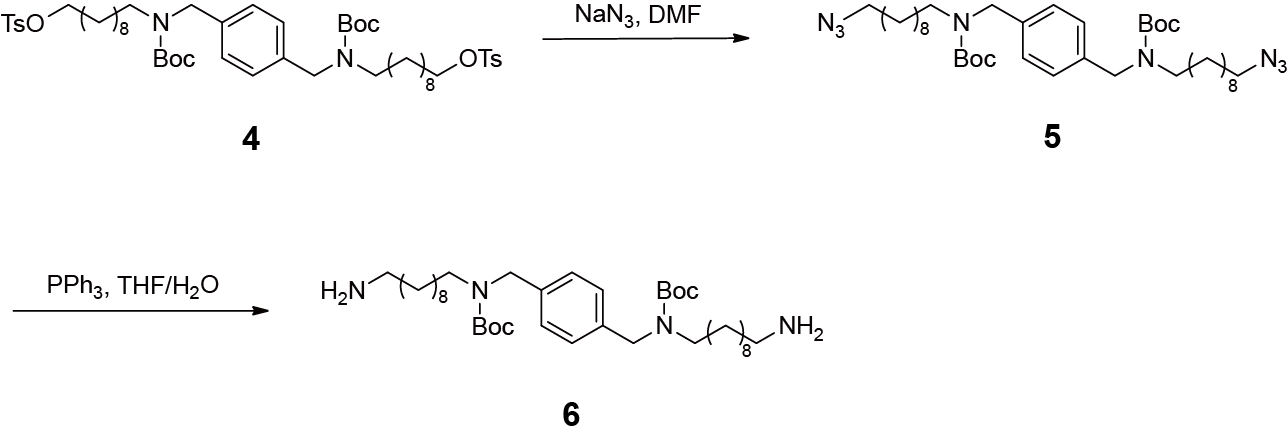 TsO
8
N
Boc
Boc
N
8
OTs
4
NaN3, DMF
N3
8
N
Boc
Boc
N
8
N3
5
PPh3, THF/H2O
H2N
8
N
Boc
Boc
N
8
NH2
6